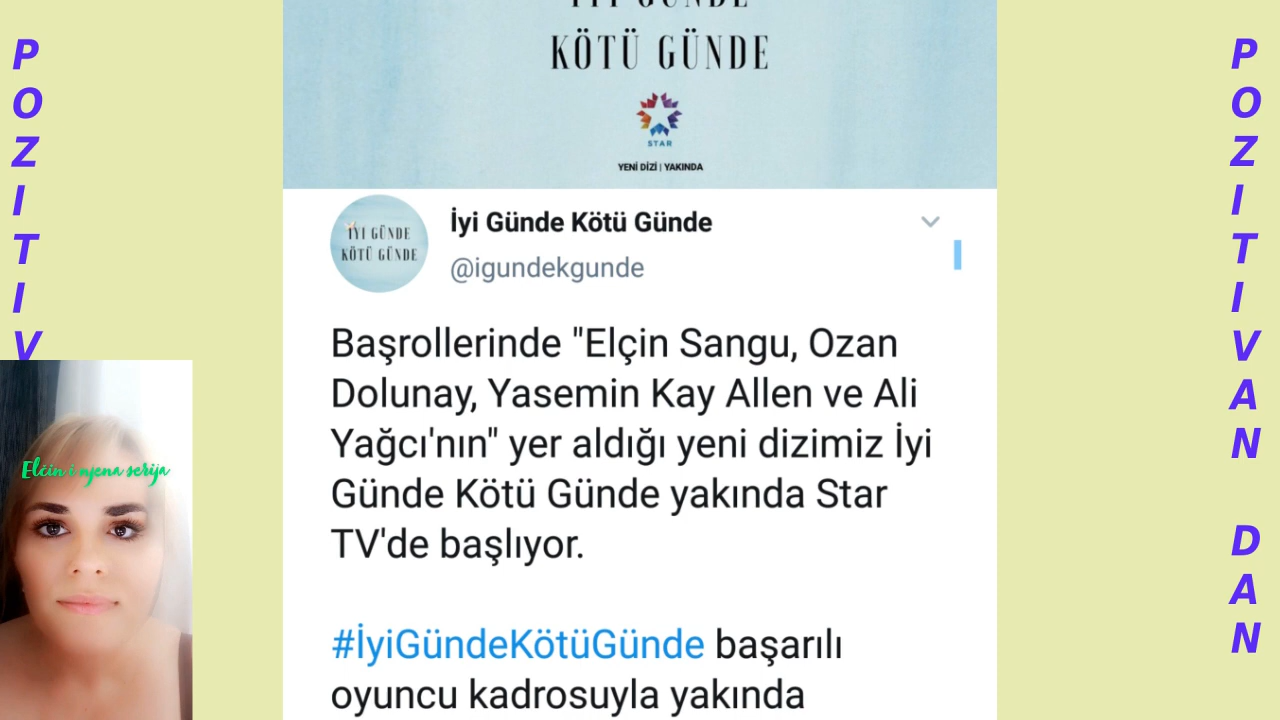 İYİ GÜNDE
KÖTÜ GÜNDE
STAR
YENİ DİZİ | YAKINDA
İYİ GÜNDE
KÖTÜ GÜNDE
İyi Günde Kötü Günde
@igundekgunde
Başrollerinde "Elçin Sangu, Ozan
Dolunay, Yasemin Kay Allen ve Ali
Yağcı'nın" yer aldığı yeni dizimiz İyi
Günde Kötü Günde yakında Star
TV'de başlıyor.
#İyiGündeKötüGünde başarılı
oyuncu kadrosuyla yakında
POZITIV
Elćin i njena serija
POZITIVAN
DAN